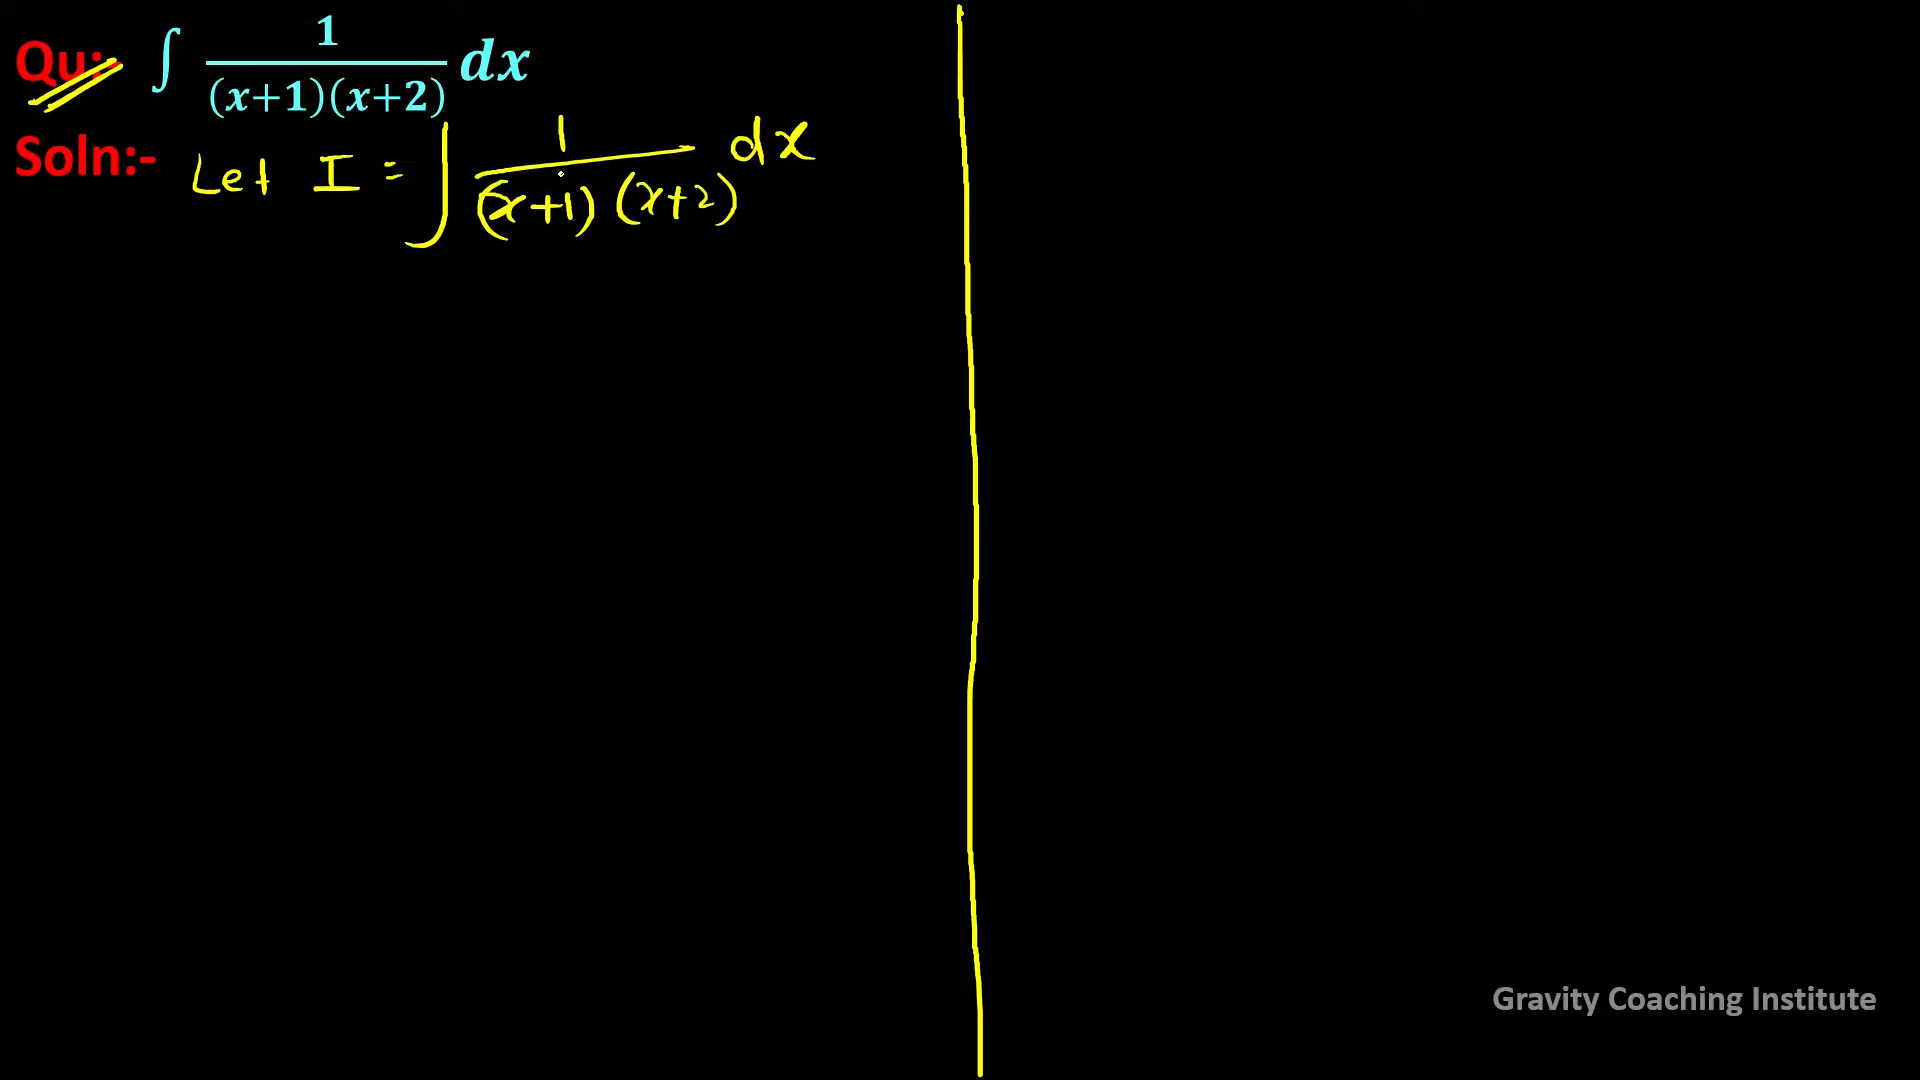 Qu:- ∫ 1/((x+1)(x+2)) dx
Soln:- Let I = ∫ 1/((x+1)(x+2)) dx
Gravity Coaching Institute